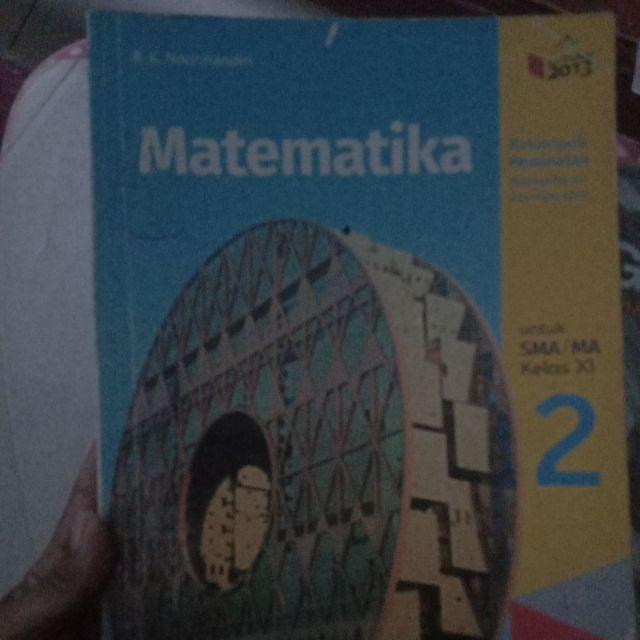 Matematika
2013
Kelompok
Peminatan
untuk
SMA/MA
Kelas XI
2